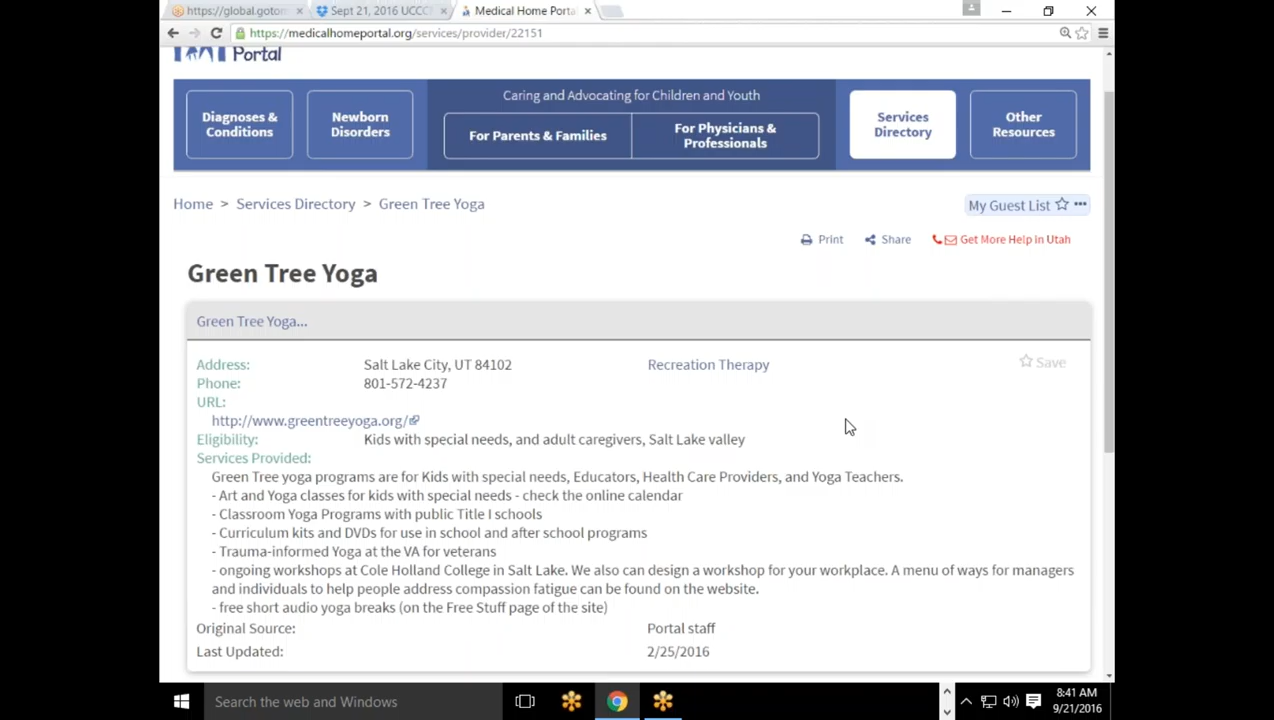 https://global.gotom
Sept 21, 2016 UCCCP
Medical Home Porta
https://medicalhomeportal.org/services/provider/22151
Portal
Diagnoses & Conditions
Newborn Disorders
Caring and Advocating for Children and Youth
For Parents & Families
For Physicians & Professionals
Services Directory
Other Resources
Home > Services Directory > Green Tree Yoga
My Guest List
Print Share Get More Help in Utah
Green Tree Yoga
Green Tree Yoga...
Address: Salt Lake City, UT 84102 Recreation Therapy Save
Phone: 801-572-4237
URL:
http://www.greentreeyoga.org/
Eligibility: Kids with special needs, and adult caregivers, Salt Lake valley
Services Provided:
Green Tree yoga programs are for Kids with special needs, Educators, Health Care Providers, and Yoga Teachers.
- Art and Yoga classes for kids with special needs - check the online calendar
- Classroom Yoga Programs with public Title I schools
- Curriculum kits and DVDs for use in school and after school programs
- Trauma-informed Yoga at the VA for veterans
- ongoing workshops at Cole Holland College in Salt Lake. We also can design a workshop for your workplace. A menu of ways for managers
and individuals to help people address compassion fatigue can be found on the website.
- free short audio yoga breaks (on the Free Stuff page of the site)
Original Source: Portal staff
Last Updated: 2/25/2016
Search the web and Windows
8:41 AM
9/21/2016